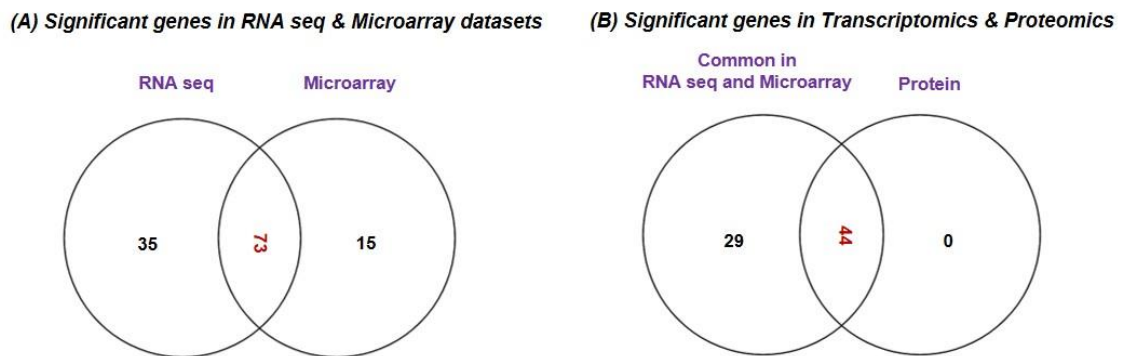 (A) Significant genes in RNA seq & Microarray datasets
RNA seq
Microarray
35
73
15
(B) Significant genes in Transcriptomics & Proteomics
Common in
RNA seq and Microarray
Protein
29
44
0